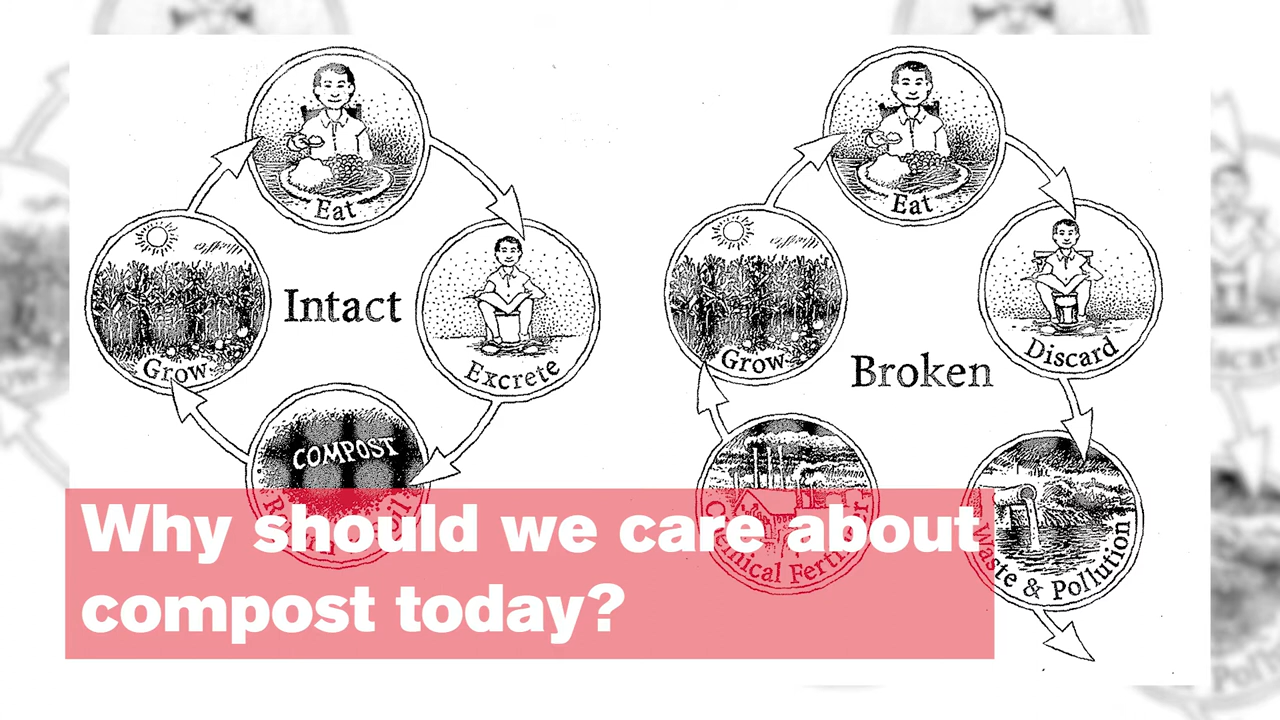 Eat
Intact
Grow
Excrete
COMPOST
Eat
Grow
Discard
Broken
Chemical Fertilizer
Waste & Pollution
Why should we care about
compost today?